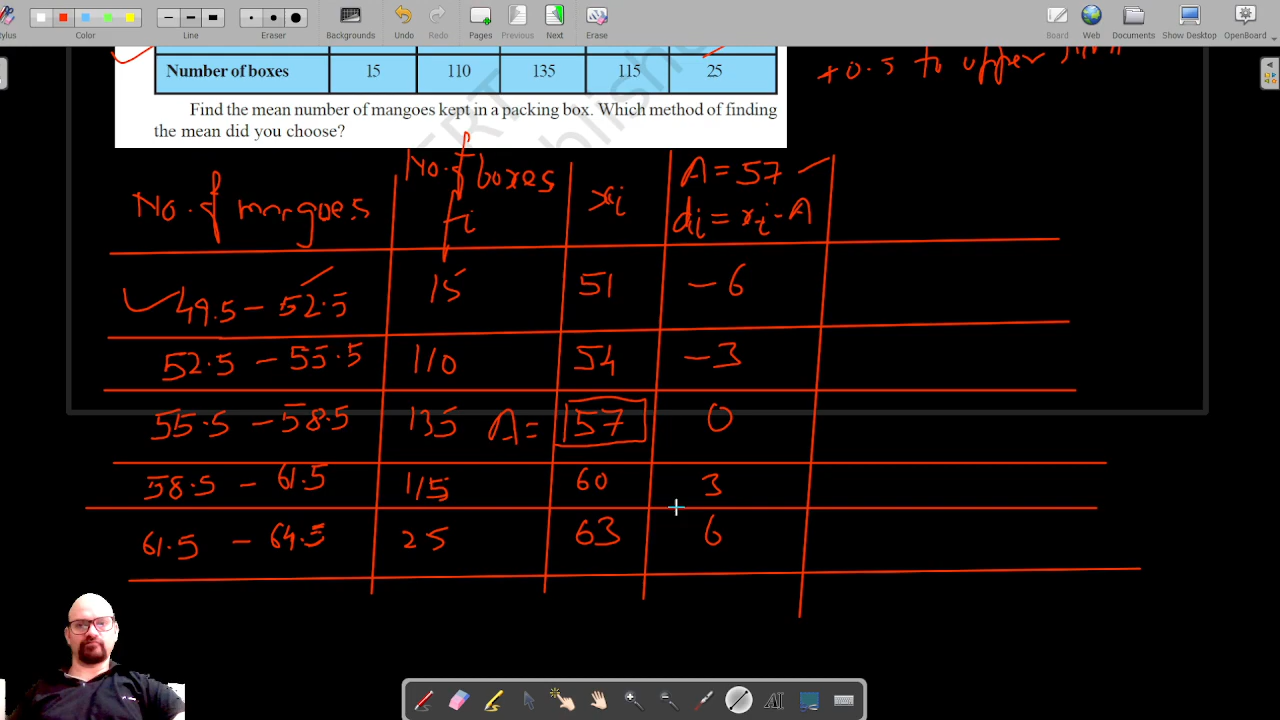 Stylus Color Line Eraser Backgrounds Undo Redo Pages Previous Next Erase Board Web Documents Show Desktop OpenBoard
Number of boxes 15 110 135 115 25
+0.5 to upper limit
Find the mean number of mangoes kept in a packing box. Which method of finding
the mean did you choose?
No. of mangoes No. of boxes fi xi A = 57
di = xi - A
49.5 - 52.5 15 51 - 6
52.5 - 55.5 110 54 - 3
55.5 - 58.5 135 A = 57 0
58.5 - 61.5 115 60 3
61.5 - 64.5 25 63 6